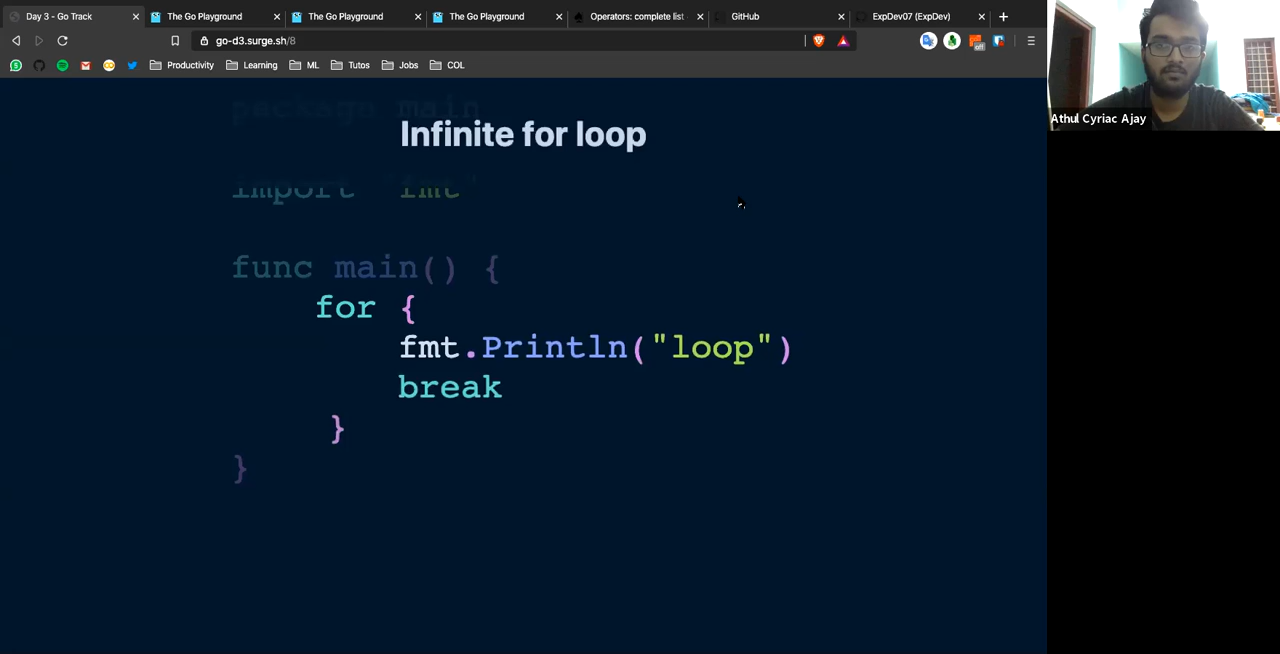 Day 3 - Go Track
The Go Playground
The Go Playground
The Go Playground
Operators: complete list
GitHub
ExpDev07 (ExpDev)
go-d3.surge.sh/8
off
Productivity
Learning
ML
Tutos
Jobs
COL
Athul Cyriac Ajay
package main
Infinite for loop
import "fmt"
func main() {
for {
fmt.Println("loop")
break
}
}